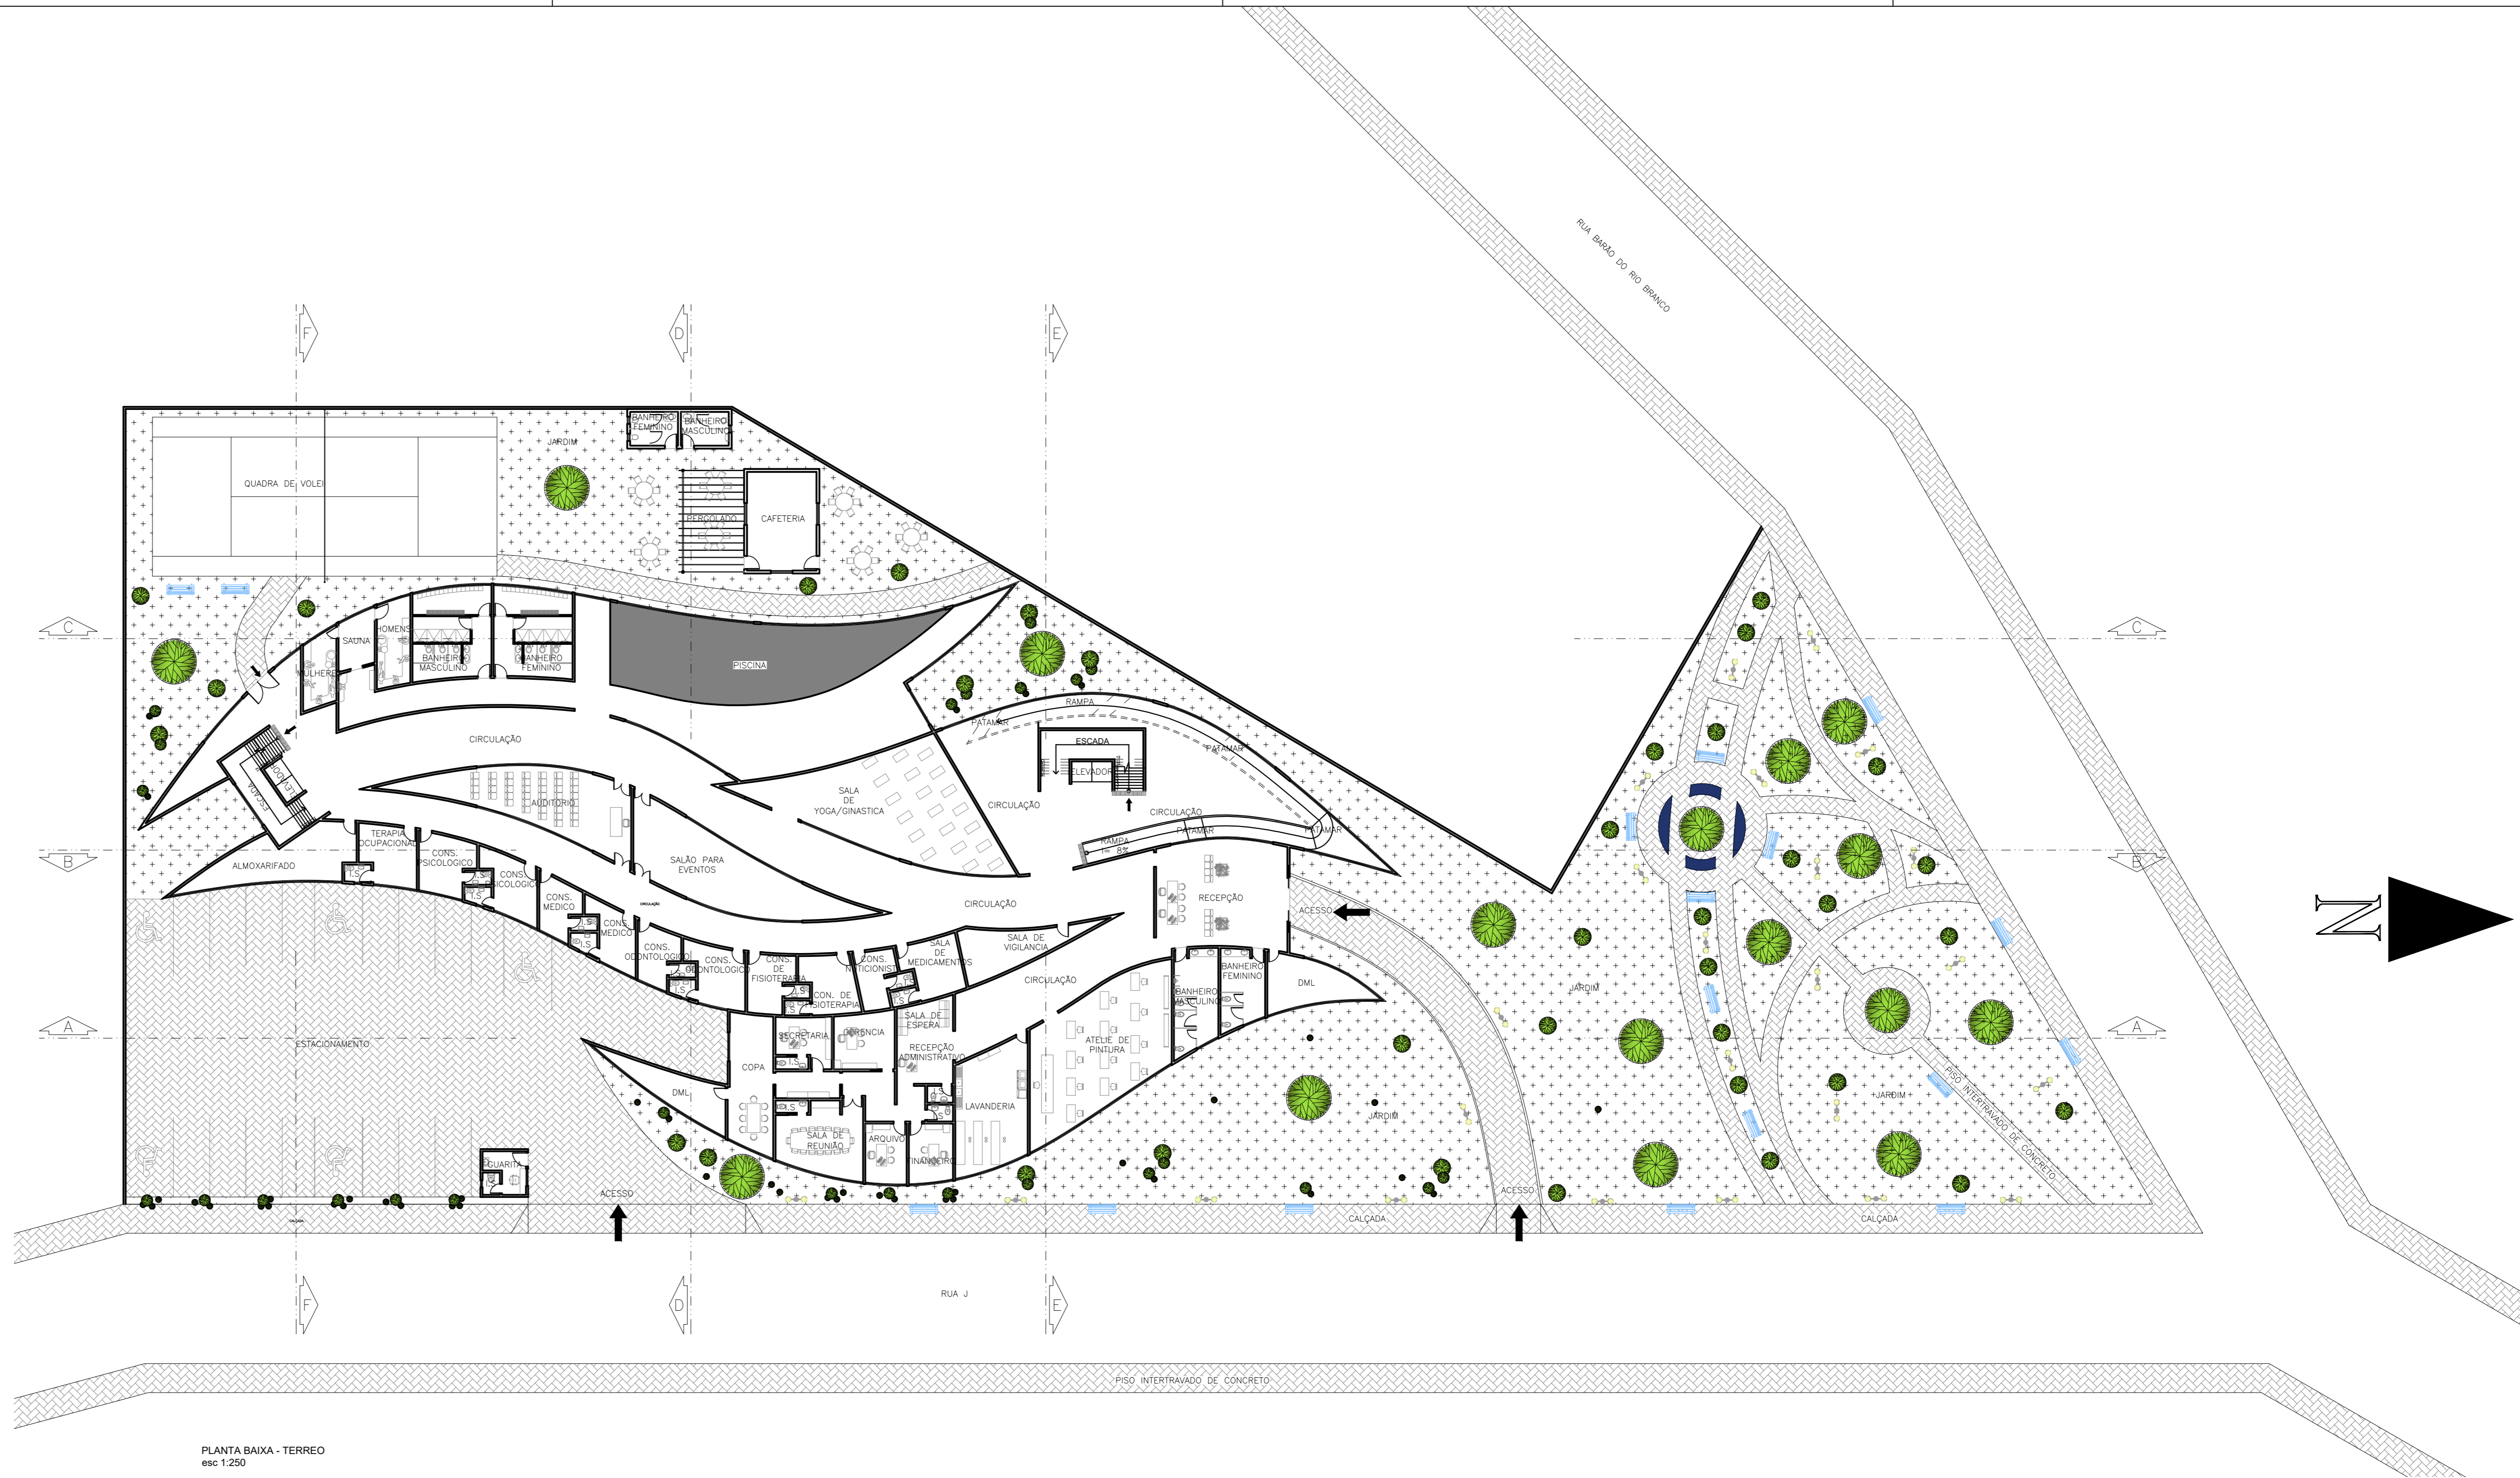 RUA BARÃO DO RIO BRANCO
F
D
E
BANHEIRO
FEMININO
BANHEIRO
MASCULINO
JARDIM
QUADRA DE VOLEI
PERGOLADO
CAFETERIA
C
C
SAUNA
HOMENS
MULHERE
BANHEIRO
MASCULINO
BANHEIRO
FEMININO
PISCINA
RAMPA
PATAMAR
PATAMAR
CIRCULAÇÃO
ESCADA
ELEVADOR
ESCADA
ELEVADOR
AUDITORIO
SALA
DE
YOGA/GINASTICA
CIRCULAÇÃO
CIRCULAÇÃO
PATAMAR
PATAMAR
RAMPA
i= 8%
TERAPIA
OCUPACIONAL
CONS.
PSICOLOGICO
CONS.
PSICOLOGICO
ALMOXARIFADO
I.S
I.S
I.S
B
B
SALÃO PARA
EVENTOS
CONS.
MEDICO
CONS.
MEDICO
I.S
I.S
CIRCULAÇÃO
CIRCULAÇÃO
RECEPÇÃO
ACESSO
N
CONS.
ODONTOLOGICO
CONS.
ODONTOLOGICO
I.S
I.S
CONS.
DE
FISIOTERAPIA
CON. DE
FISIOTERAPIA
I.S
I.S
CONS.
NUTICIONISTA
I.S
I.S
SALA
DE
MEDICAMENTOS
SALA DE
VIGILANCIA
CIRCULAÇÃO
BANHEIRO
MASCULINO
BANHEIRO
FEMININO
DML
JARDIM
A
A
ESTACIONAMENTO
SECRETARIA
GERENCIA
SALA DE
ESPERA
RECEPÇÃO
ADMINISTRATIVO
I.S
ATELIE DE
PINTURA
COPA
DML
I.S
I.S
I.S
LAVANDERIA
SALA DE
REUNIÃO
ARQUIVO
FINANCEIRO
JARDIM
JARDIM
PISO INTERTRAVADO DE CONCRETO
GUARITA
ACESSO
ACESSO
CALÇADA
CALÇADA
CALÇADA
F
D
E
RUA J
PISO INTERTRAVADO DE CONCRETO
PLANTA BAIXA - TERREO
esc 1:250